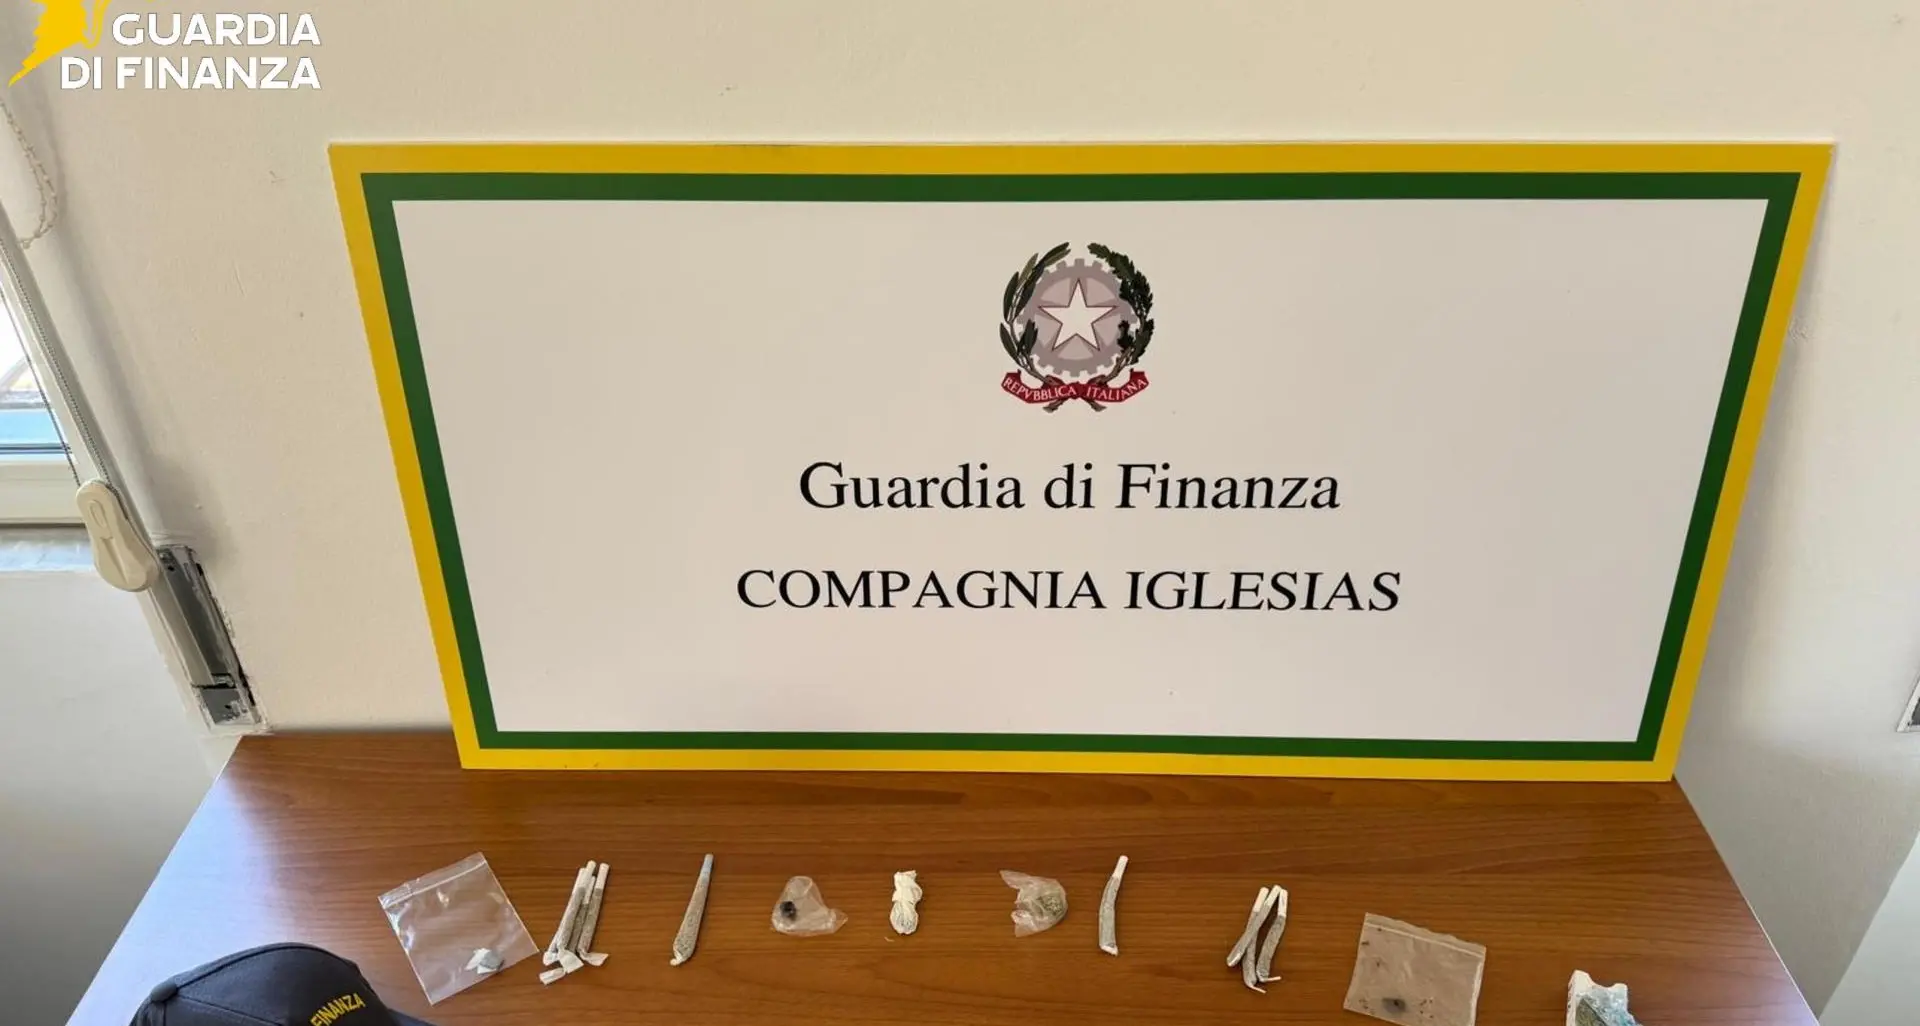 GUARDIA
DI FINANZA
REPVBBLICA ITALIANA
Guardia di Finanza
COMPAGNIA IGLESIAS
FINANZA